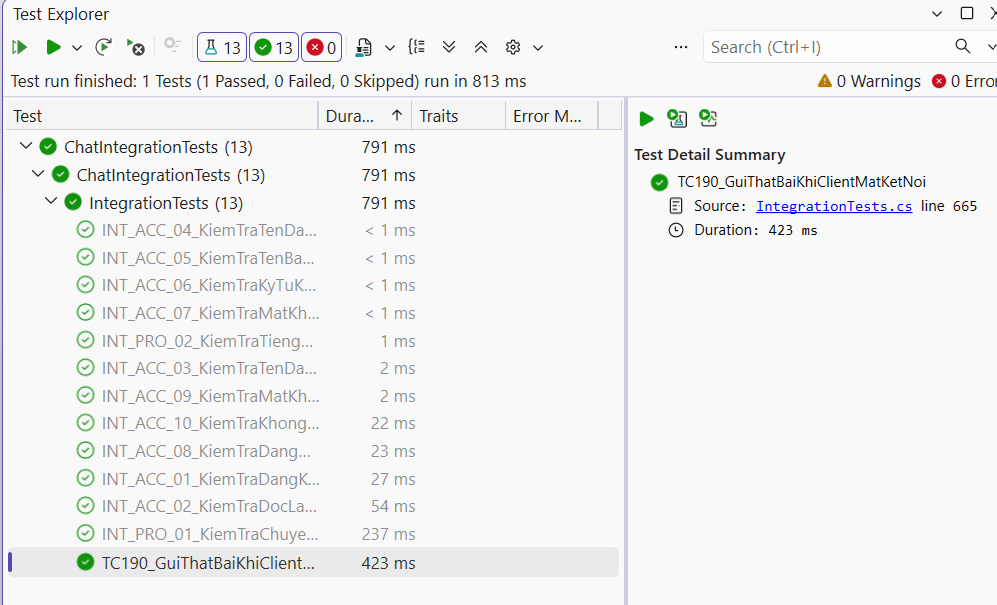 Test Explorer
13 13 0
Search (Ctrl+I)
Test run finished: 1 Tests (1 Passed, 0 Failed, 0 Skipped) run in 813 ms
0 Warnings 0 Error
Test Dura... Traits Error M...
ChatIntegrationTests (13) 791 ms
ChatIntegrationTests (13) 791 ms
IntegrationTests (13) 791 ms
INT_ACC_04_KiemTraTenDa... < 1 ms
INT_ACC_05_KiemTraTenBa... < 1 ms
INT_ACC_06_KiemTraKyTuK... < 1 ms
INT_ACC_07_KiemTraMatKh... < 1 ms
INT_PRO_02_KiemTraTieng... 1 ms
INT_ACC_03_KiemTraTenDa... 2 ms
INT_ACC_09_KiemTraMatKh... 2 ms
INT_ACC_10_KiemTraKhong... 22 ms
INT_ACC_08_KiemTraDang... 23 ms
INT_ACC_01_KiemTraDangK... 27 ms
INT_ACC_02_KiemTraDocLa... 54 ms
INT_PRO_01_KiemTraChuye... 237 ms
TC190_GuiThatBaiKhiClient... 423 ms
Test Detail Summary
TC190_GuiThatBaiKhiClientMatKetNoi
Source: IntegrationTests.cs line 665
Duration: 423 ms